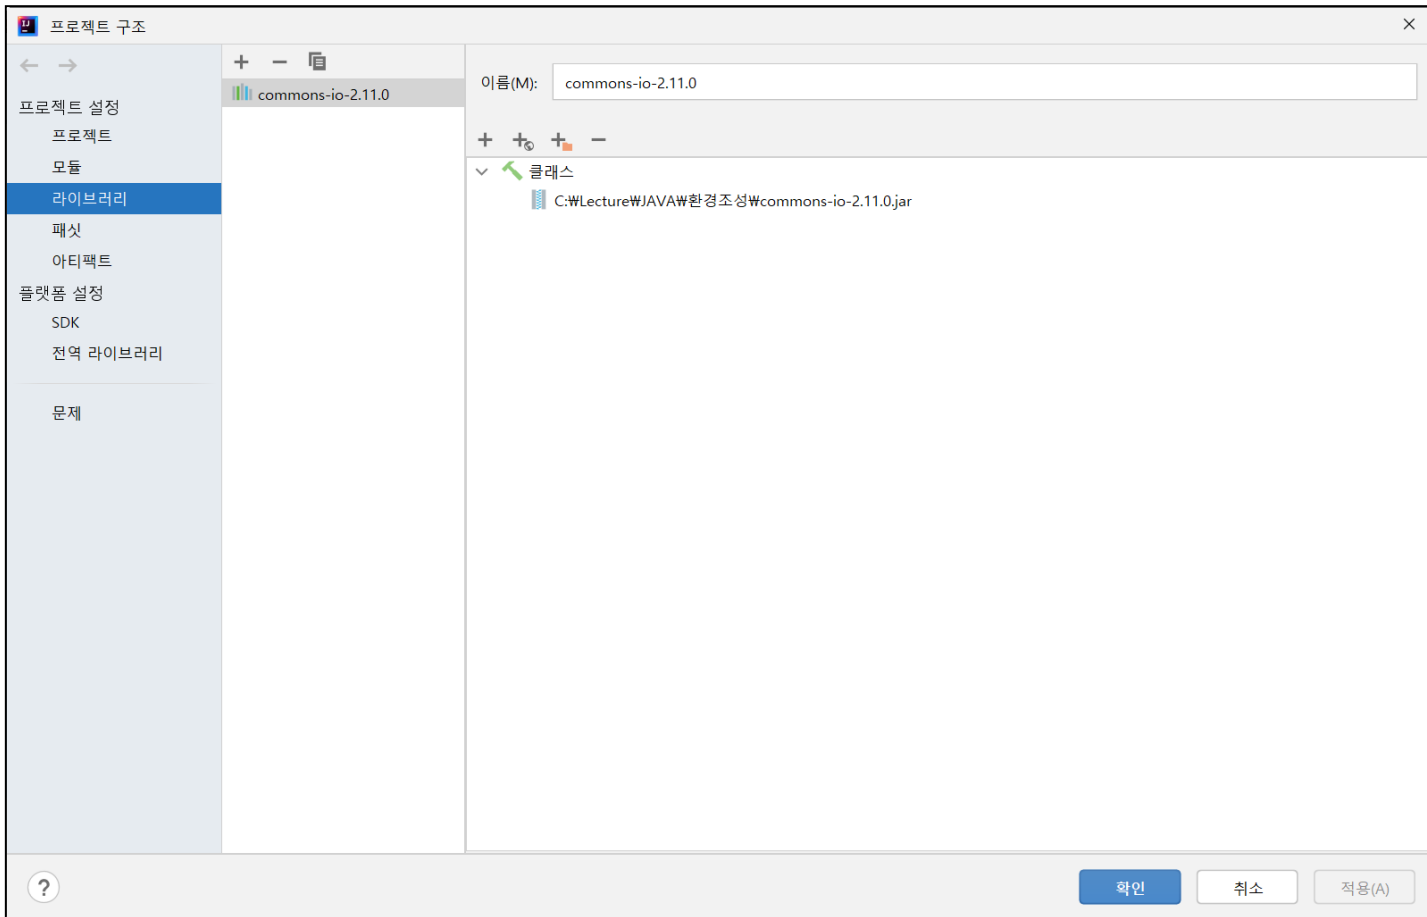 프로젝트 구조
프로젝트 설정
프로젝트
모듈
라이브러리
패싯
아티팩트
플랫폼 설정
SDK
전역 라이브러리
문제
commons-io-2.11.0
이름(M): commons-io-2.11.0
클래스
C:₩Lecture₩JAVA₩환경조성₩commons-io-2.11.0.jar
? 확인 취소 적용(A)